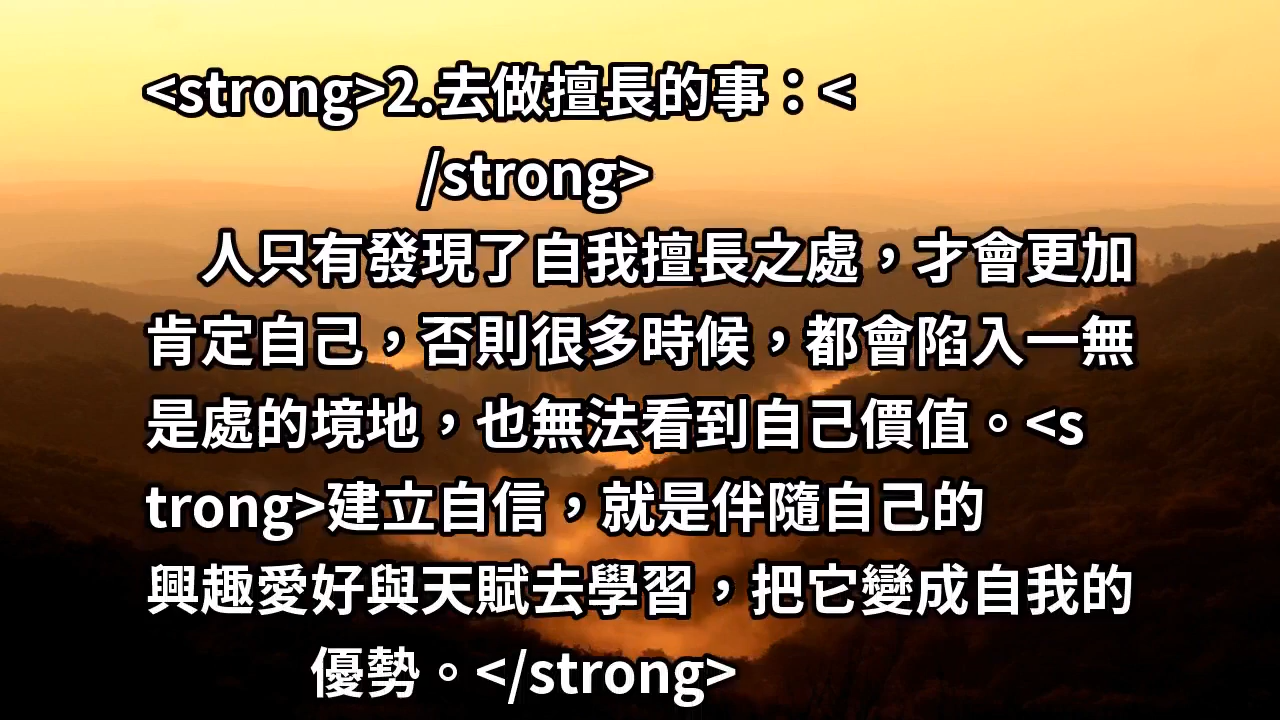 <strong>2.去做擅長的事：<
/strong>
人只有發現了自我擅長之處，才會更加
肯定自己，否則很多時候，都會陷入一無
是處的境地，也無法看到自己價值。<s
trong>建立自信，就是伴隨自己的
興趣愛好與天賦去學習，把它變成自我的
優勢。</strong>